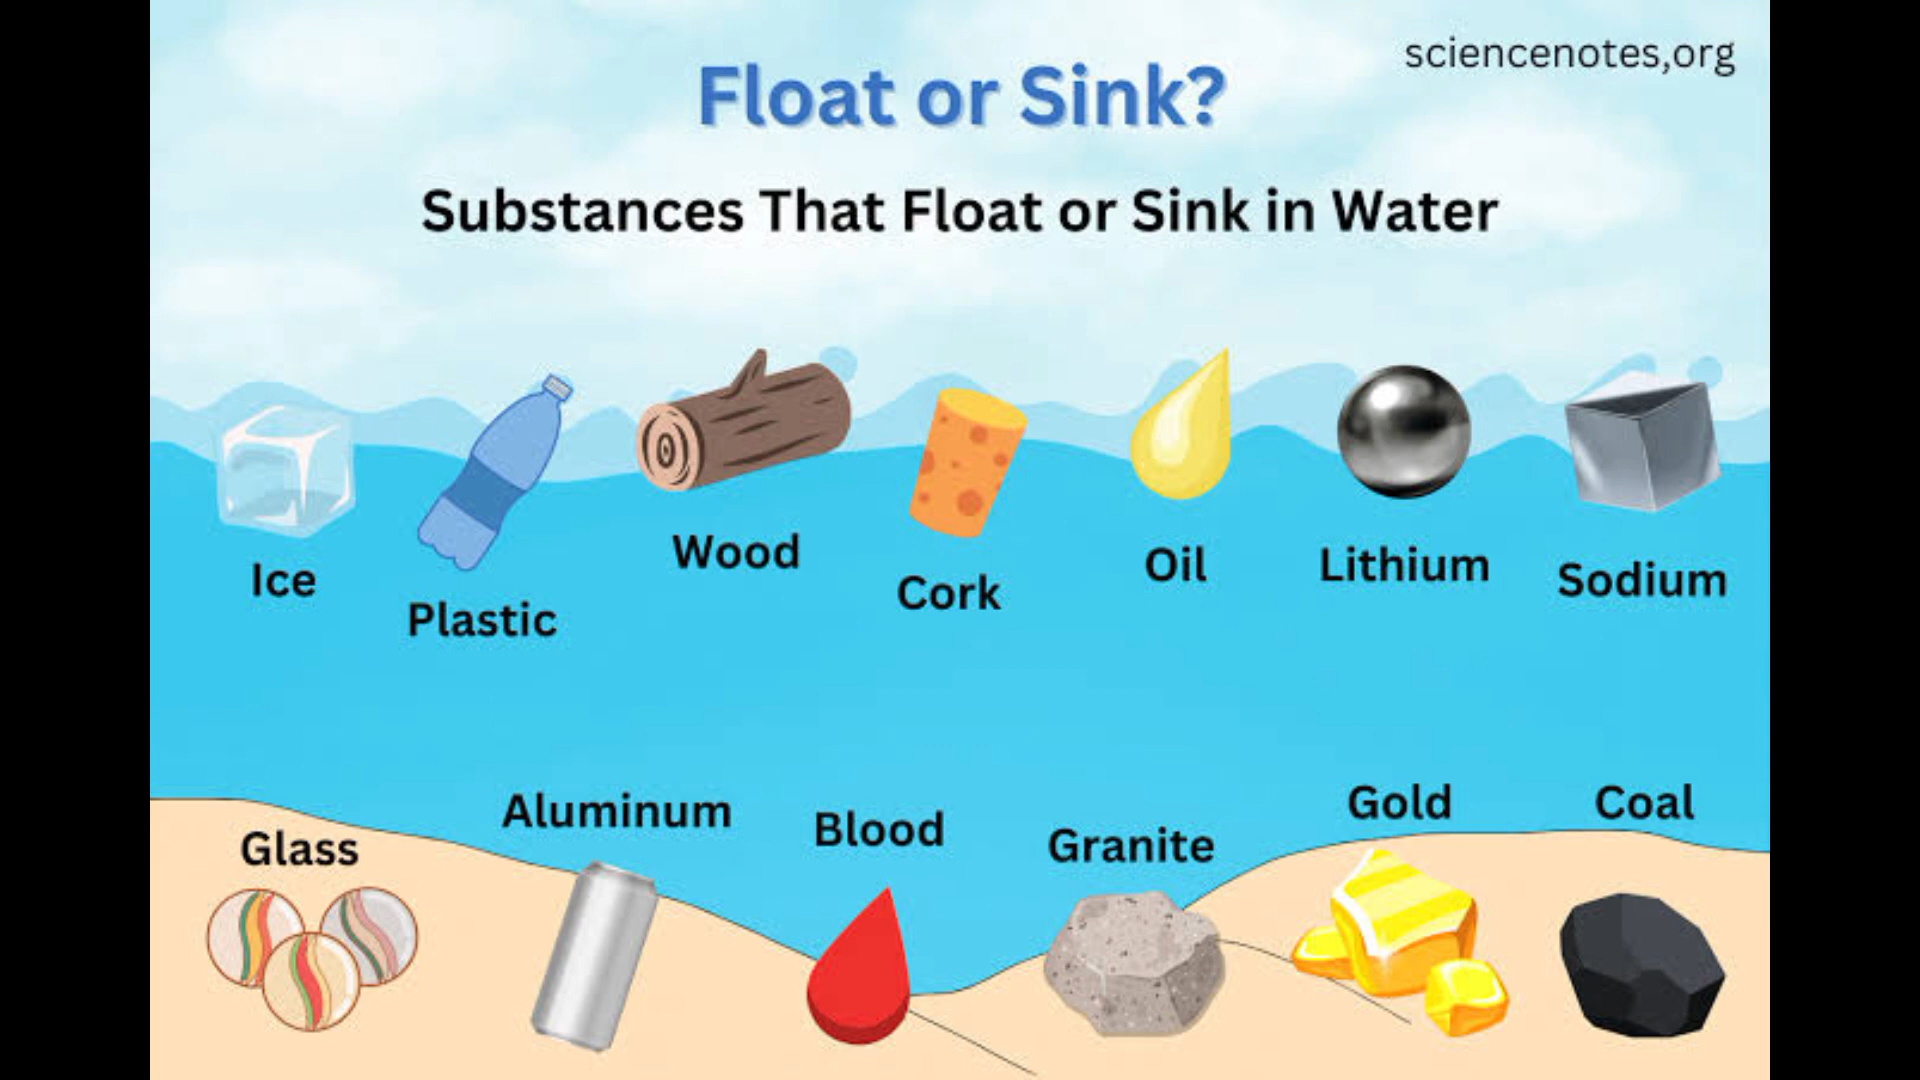 sciencenotes,org
Float or Sink?
Substances That Float or Sink in Water
Ice
Plastic
Wood
Cork
Oil
Lithium
Sodium
Glass
Aluminum
Blood
Granite
Gold
Coal